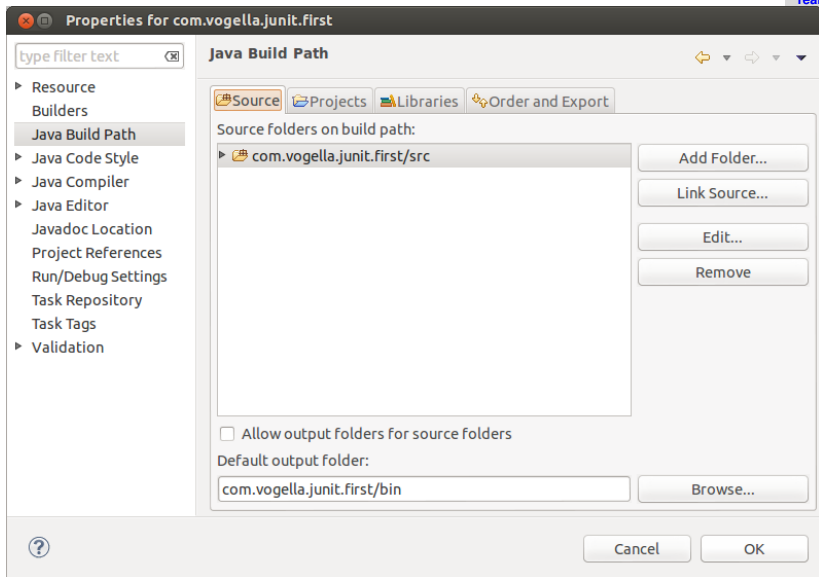 Properties for com.vogella.junit.first
type filter text
Resource
Builders
Java Build Path
Java Code Style
Java Compiler
Java Editor
Javadoc Location
Project References
Run/Debug Settings
Task Repository
Task Tags
Validation
Java Build Path
Source Projects Libraries Order and Export
Source folders on build path:
com.vogella.junit.first/src
Add Folder...
Link Source...
Edit...
Remove
Allow output folders for source folders
Default output folder:
com.vogella.junit.first/bin
Browse...
Cancel
OK